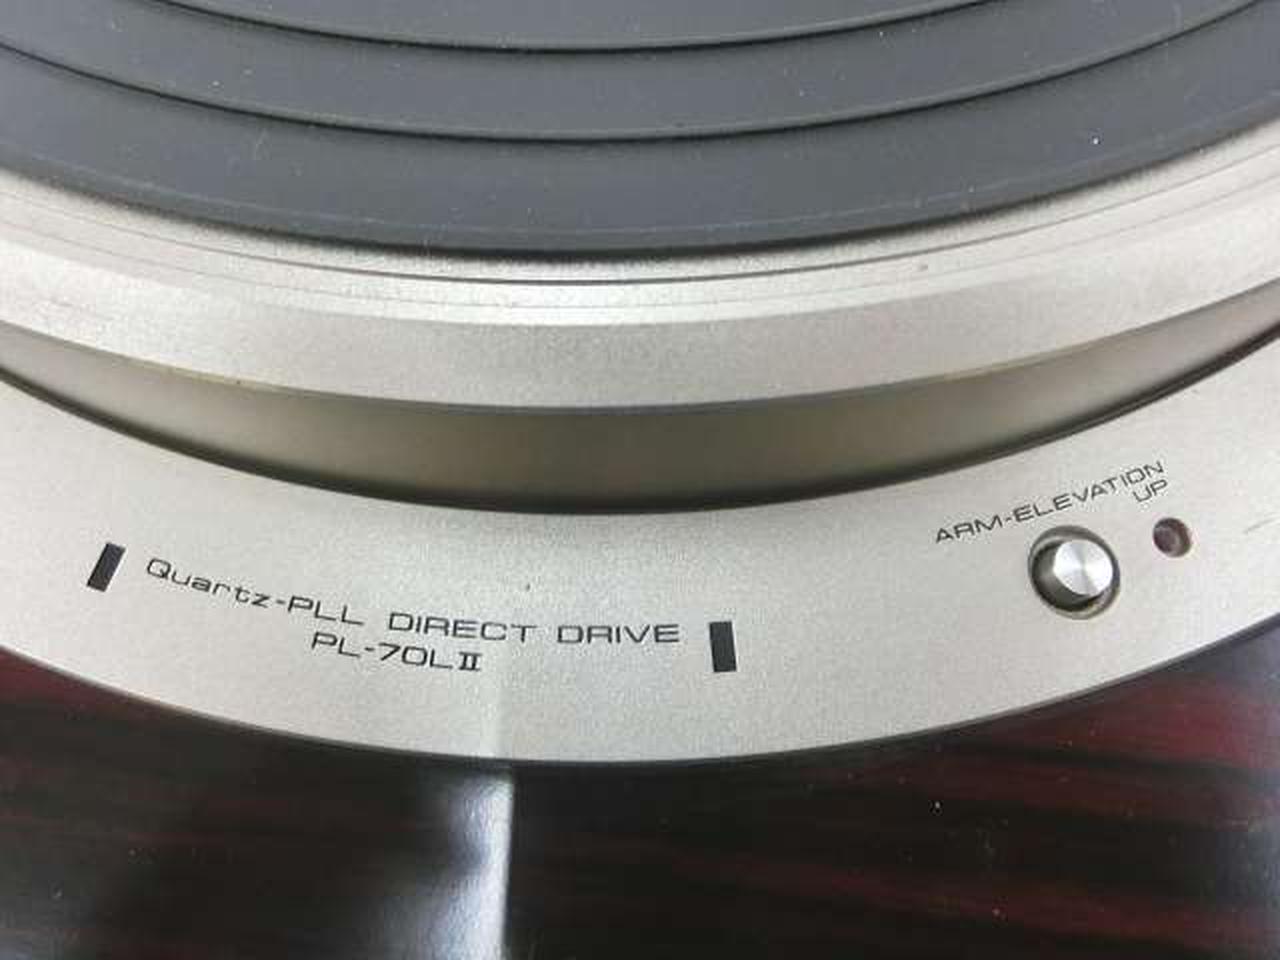 Quartz-PLL DIRECT DRIVE
PL-70LII
ARM-ELEVATION
UP